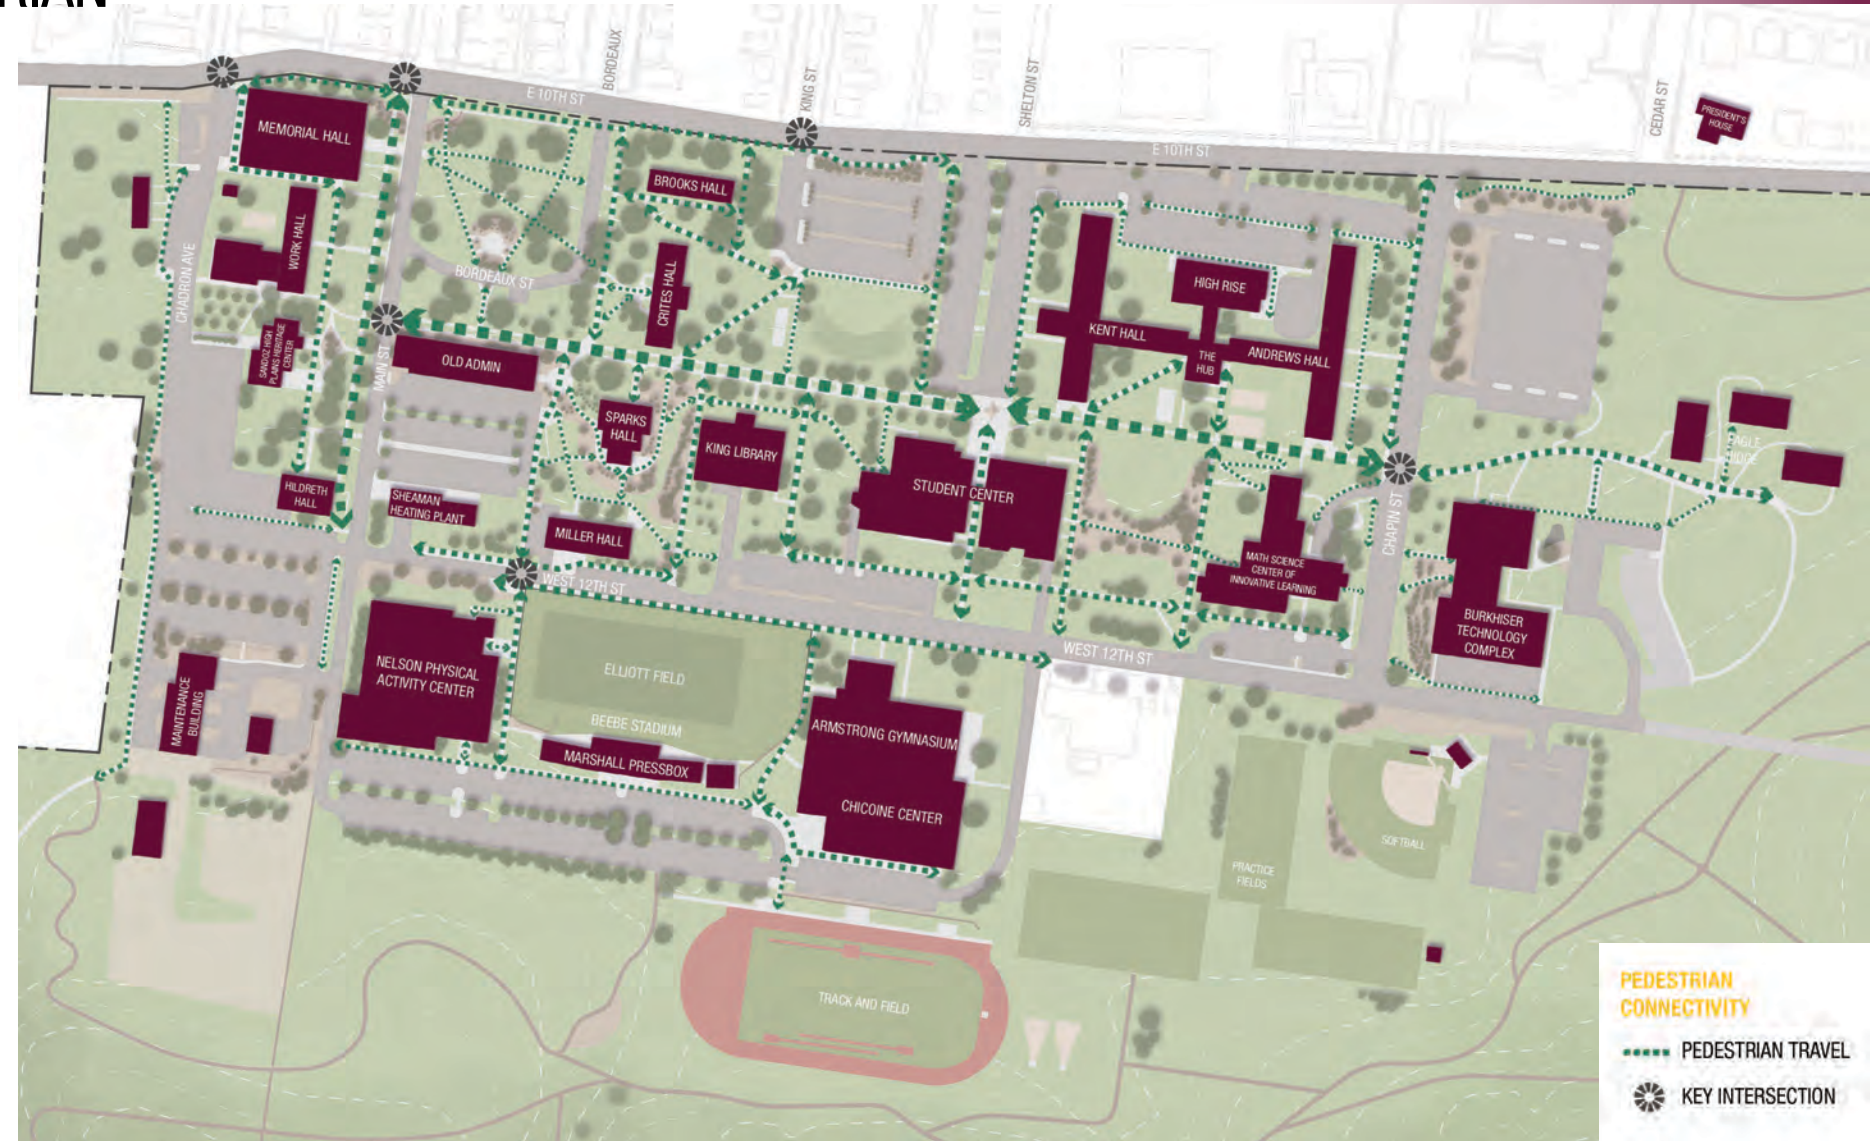 BORDEAUX
KING ST
SHELTON ST
CEDAR ST
PRESIDENT'S
HOUSE
E 10TH ST
E 10TH ST
MEMORIAL HALL
BROOKS HALL
WORK HALL
CHADRON AVE
BORDEAUX ST
CRITES HALL
HIGH RISE
KENT HALL
THE
HUB
ANDREWS HALL
SANDOZ HIGH
PLAINS HERITAGE
CENTER
MAIN ST
OLD ADMIN
SPARKS
HALL
KING LIBRARY
STUDENT CENTER
EAGLE
RIDGE
HILDRETH
HALL
SHEAMAN
HEATING PLANT
MILLER HALL
CHAPIN ST
MATH SCIENCE
CENTER OF
INNOVATIVE LEARNING
WEST 12TH ST
WEST 12TH ST
BURKHISER
TECHNOLOGY
COMPLEX
NELSON PHYSICAL
ACTIVITY CENTER
ELLIOTT FIELD
BEEBE STADIUM
MARSHALL PRESSBOX
MAINTENANCE
BUILDING
ARMSTRONG GYMNASIUM
CHICOINE CENTER
SOFTBALL
PRACTICE
FIELDS
TRACK AND FIELD
PEDESTRIAN
CONNECTIVITY
PEDESTRIAN TRAVEL
KEY INTERSECTION